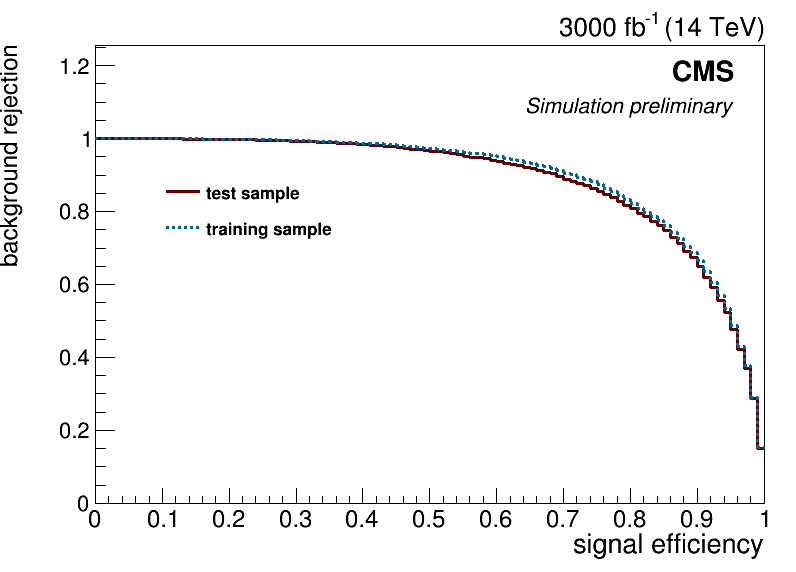 3000 fb-1 (14 TeV)
CMS
Simulation preliminary
background rejection
1.2
1
0.8
0.6
0.4
0.2
0
test sample
training sample
0 0.1 0.2 0.3 0.4 0.5 0.6 0.7 0.8 0.9 1
signal efficiency